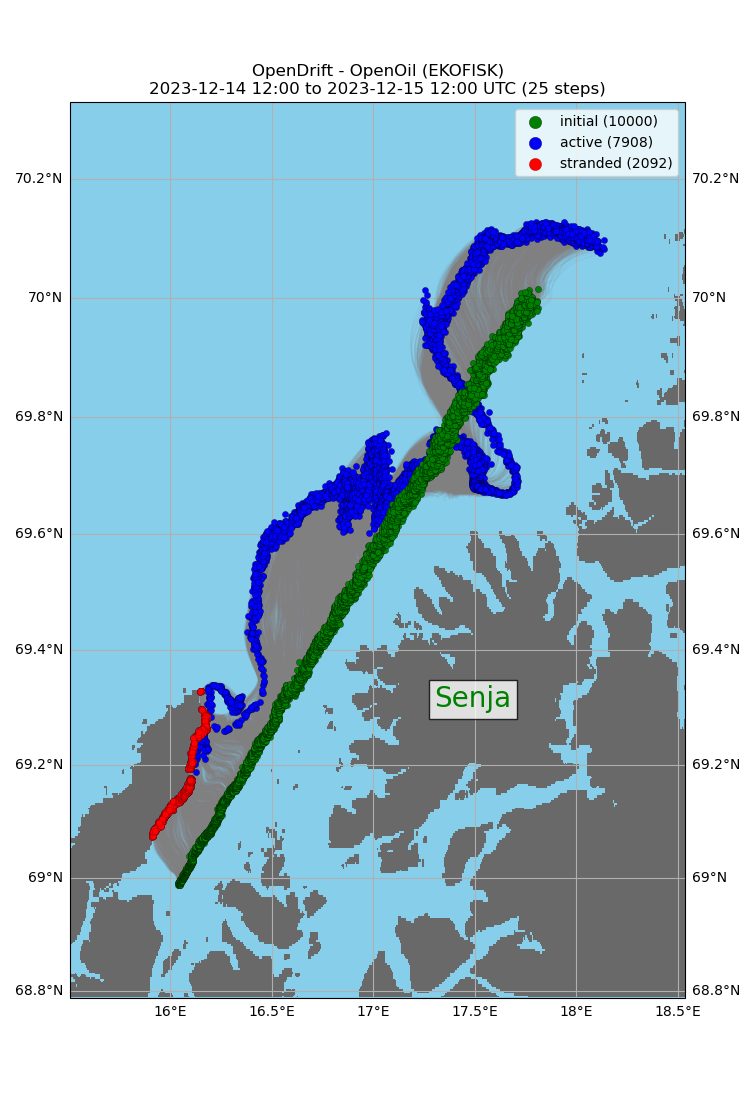 OpenDrift - OpenOil (EKOFISK)
2023-12-14 12:00 to 2023-12-15 12:00 UTC (25 steps)
initial (10000)
active (7908)
stranded (2092)
70.2°N 70.2°N
70°N 70°N
69.8°N 69.8°N
69.6°N 69.6°N
69.4°N 69.4°N
Senja
69.2°N 69.2°N
69°N 69°N
68.8°N 68.8°N
16°E 16.5°E 17°E 17.5°E 18°E 18.5°E